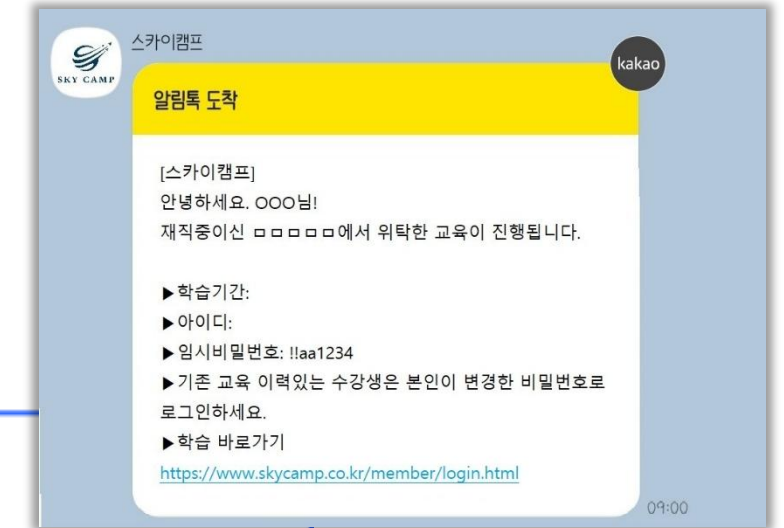 스카이캠프
SKY CAMP
kakao
알림톡 도착
[스카이캠프]
안녕하세요. OOO님!
재직중이신 ㅁㅁㅁㅁㅁ에서 위탁한 교육이 진행됩니다.
▶학습기간:
▶아이디:
▶임시비밀번호: !!aa1234
▶기존 교육 이력있는 수강생은 본인이 변경한 비밀번호로
로그인하세요.
▶학습 바로가기
https://www.skycamp.co.kr/member/login.html
09:00